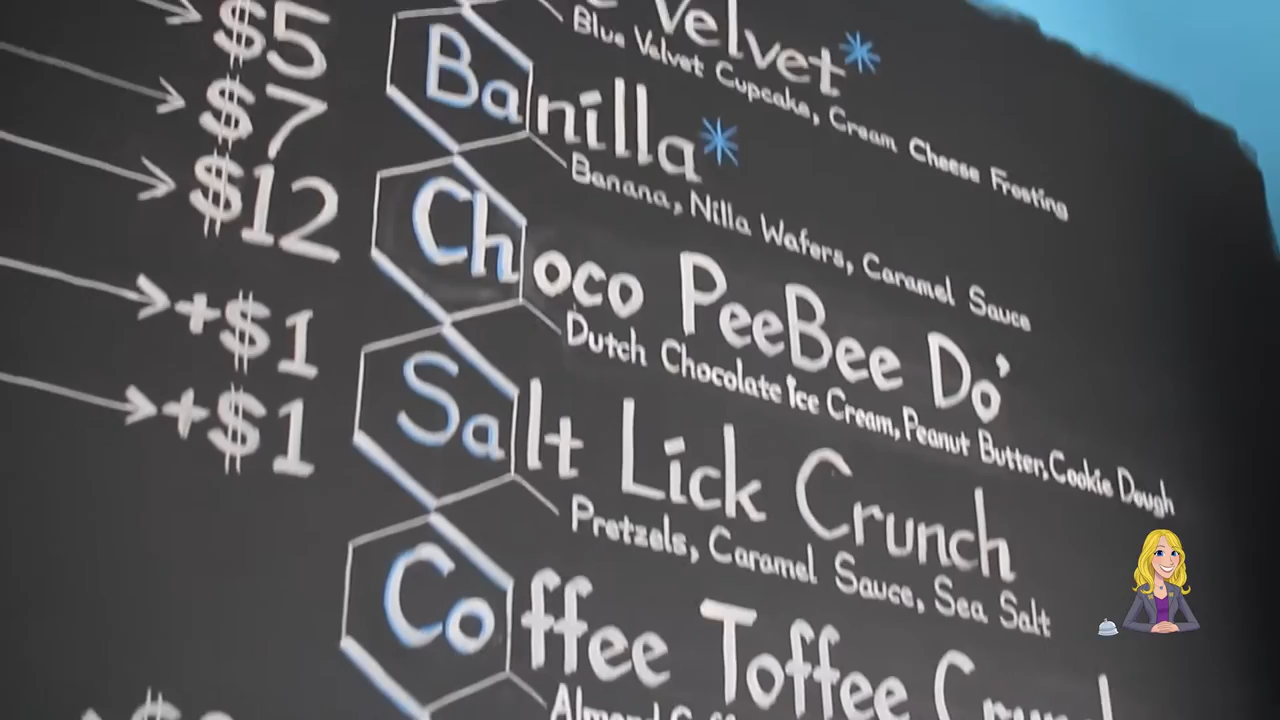 $5
$7
$12
+$1
+$1
Velvet*
Blue Velvet Cupcake, Cream Cheese Frosting
Banilla*
Banana, Nilla Wafers, Caramel Sauce
Choco PeeBee Do'
Dutch Chocolate Ice Cream, Peanut Butter, Cookie Dough
Salt Lick Crunch
Pretzels, Caramel Sauce, Sea Salt
Coffee Toffee